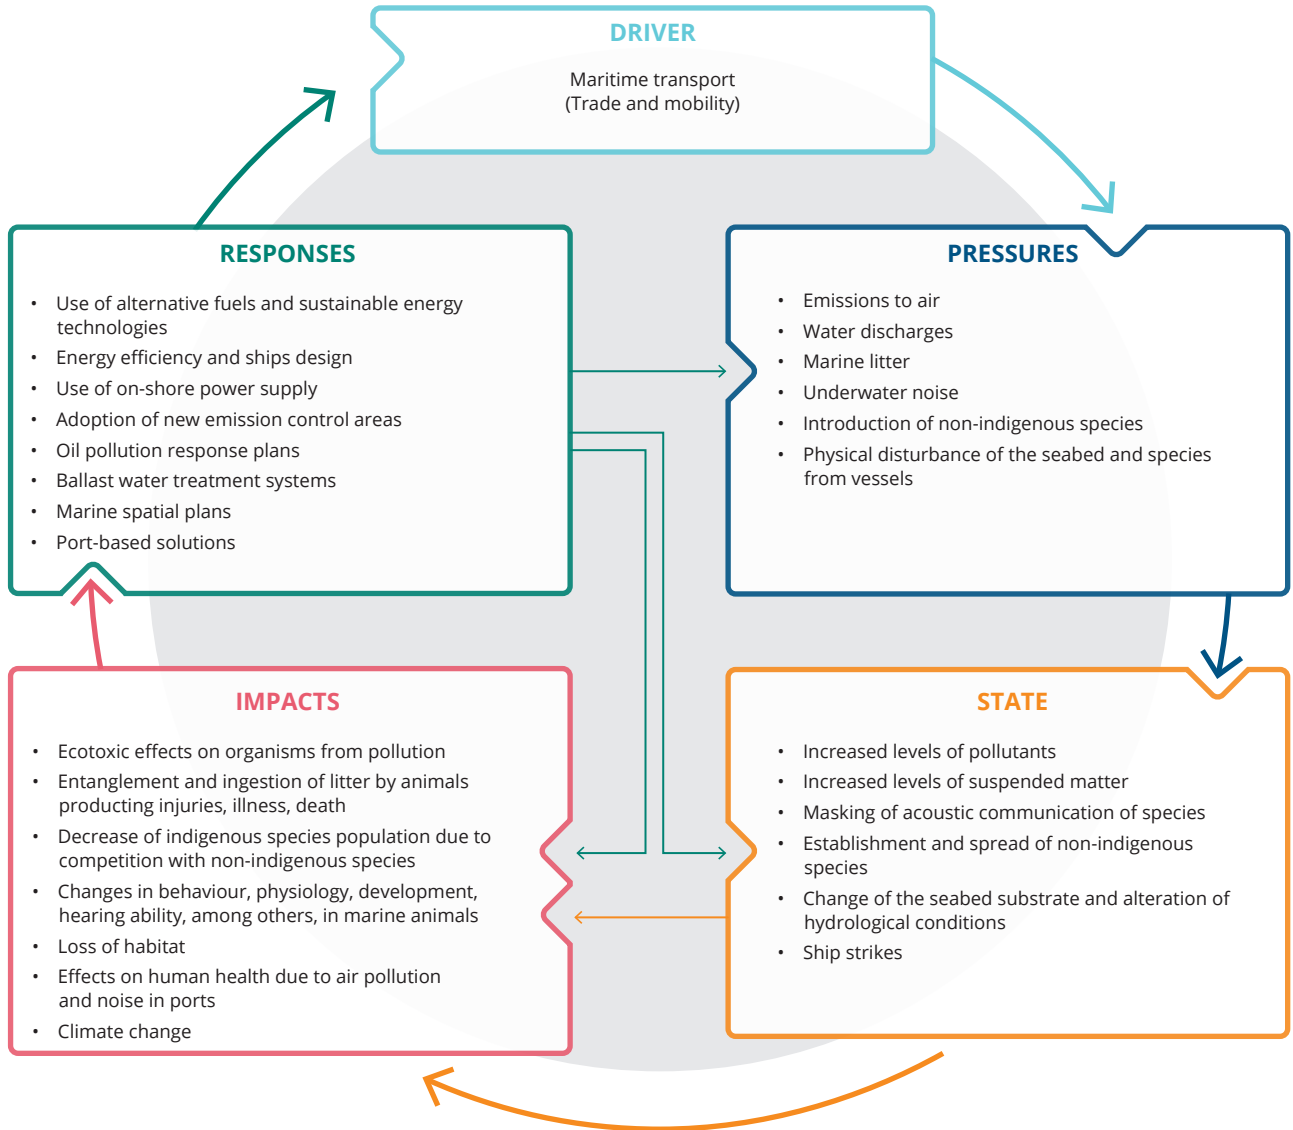 DRIVER
Maritime transport
(Trade and mobility)
RESPONSES
• Use of alternative fuels and sustainable energy
technologies
• Energy efficiency and ships design
• Use of on-shore power supply
• Adoption of new emission control areas
• Oil pollution response plans
• Ballast water treatment systems
• Marine spatial plans
• Port-based solutions
PRESSURES
• Emissions to air
• Water discharges
• Marine litter
• Underwater noise
• Introduction of non-indigenous species
• Physical disturbance of the seabed and species
from vessels
IMPACTS
• Ecotoxic effects on organisms from pollution
• Entanglement and ingestion of litter by animals
producting injuries, illness, death
• Decrease of indigenous species population due to
competition with non-indigenous species
• Changes in behaviour, physiology, development,
hearing ability, among others, in marine animals
• Loss of habitat
• Effects on human health due to air pollution
and noise in ports
• Climate change
STATE
• Increased levels of pollutants
• Increased levels of suspended matter
• Masking of acoustic communication of species
• Establishment and spread of non-indigenous
species
• Change of the seabed substrate and alteration of
hydrological conditions
• Ship strikes